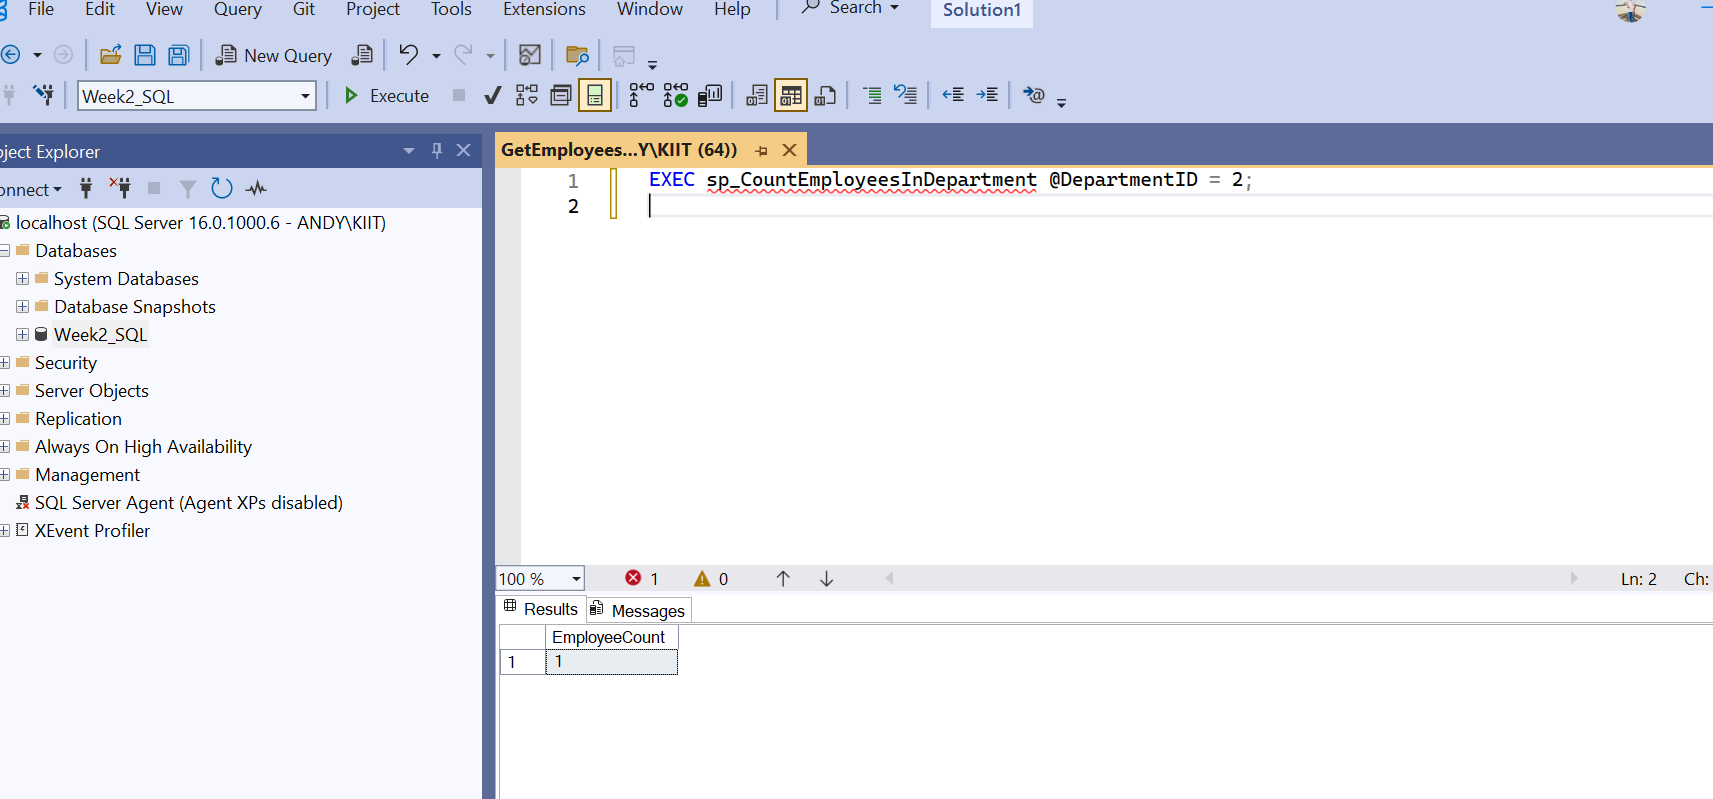 File Edit View Query Git Project Tools Extensions Window Help Search Solution1
New Query
Week2_SQL Execute
ject Explorer
onnect
localhost (SQL Server 16.0.1000.6 - ANDY\KIIT)
Databases
System Databases
Database Snapshots
Week2_SQL
Security
Server Objects
Replication
Always On High Availability
Management
SQL Server Agent (Agent XPs disabled)
XEvent Profiler
GetEmployees...Y\KIIT (64))
1 EXEC sp_CountEmployeesInDepartment @DepartmentID = 2;
2
100 % 1 0 Ln: 2 Ch:
Results Messages
EmployeeCount
1 1